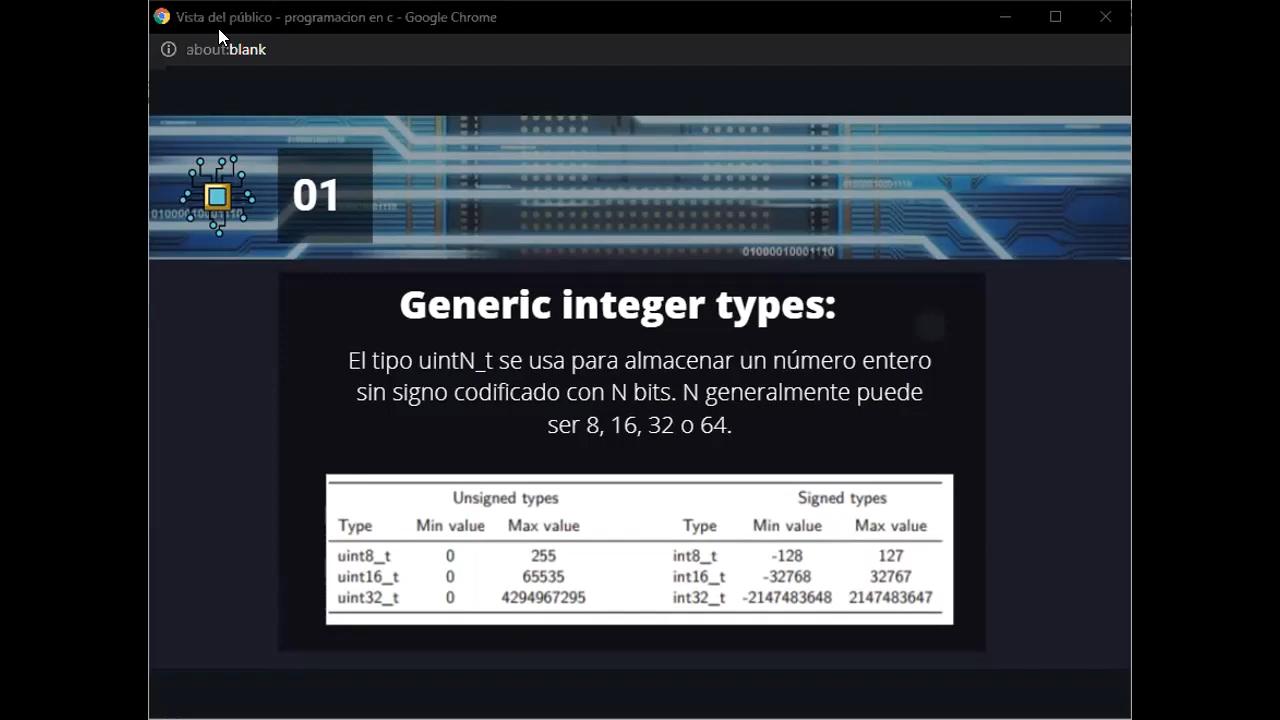 Vista del público - programacion en c - Google Chrome
about:blank
01
01000010001110
Generic integer types:
El tipo uintN_t se usa para almacenar un número entero
sin signo codificado con N bits. N generalmente puede
ser 8, 16, 32 o 64.
Unsigned types Signed types
Type Min value Max value Type Min value Max value
uint8_t 0 255 int8_t -128 127
uint16_t 0 65535 int16_t -32768 32767
uint32_t 0 4294967295 int32_t -2147483648 2147483647